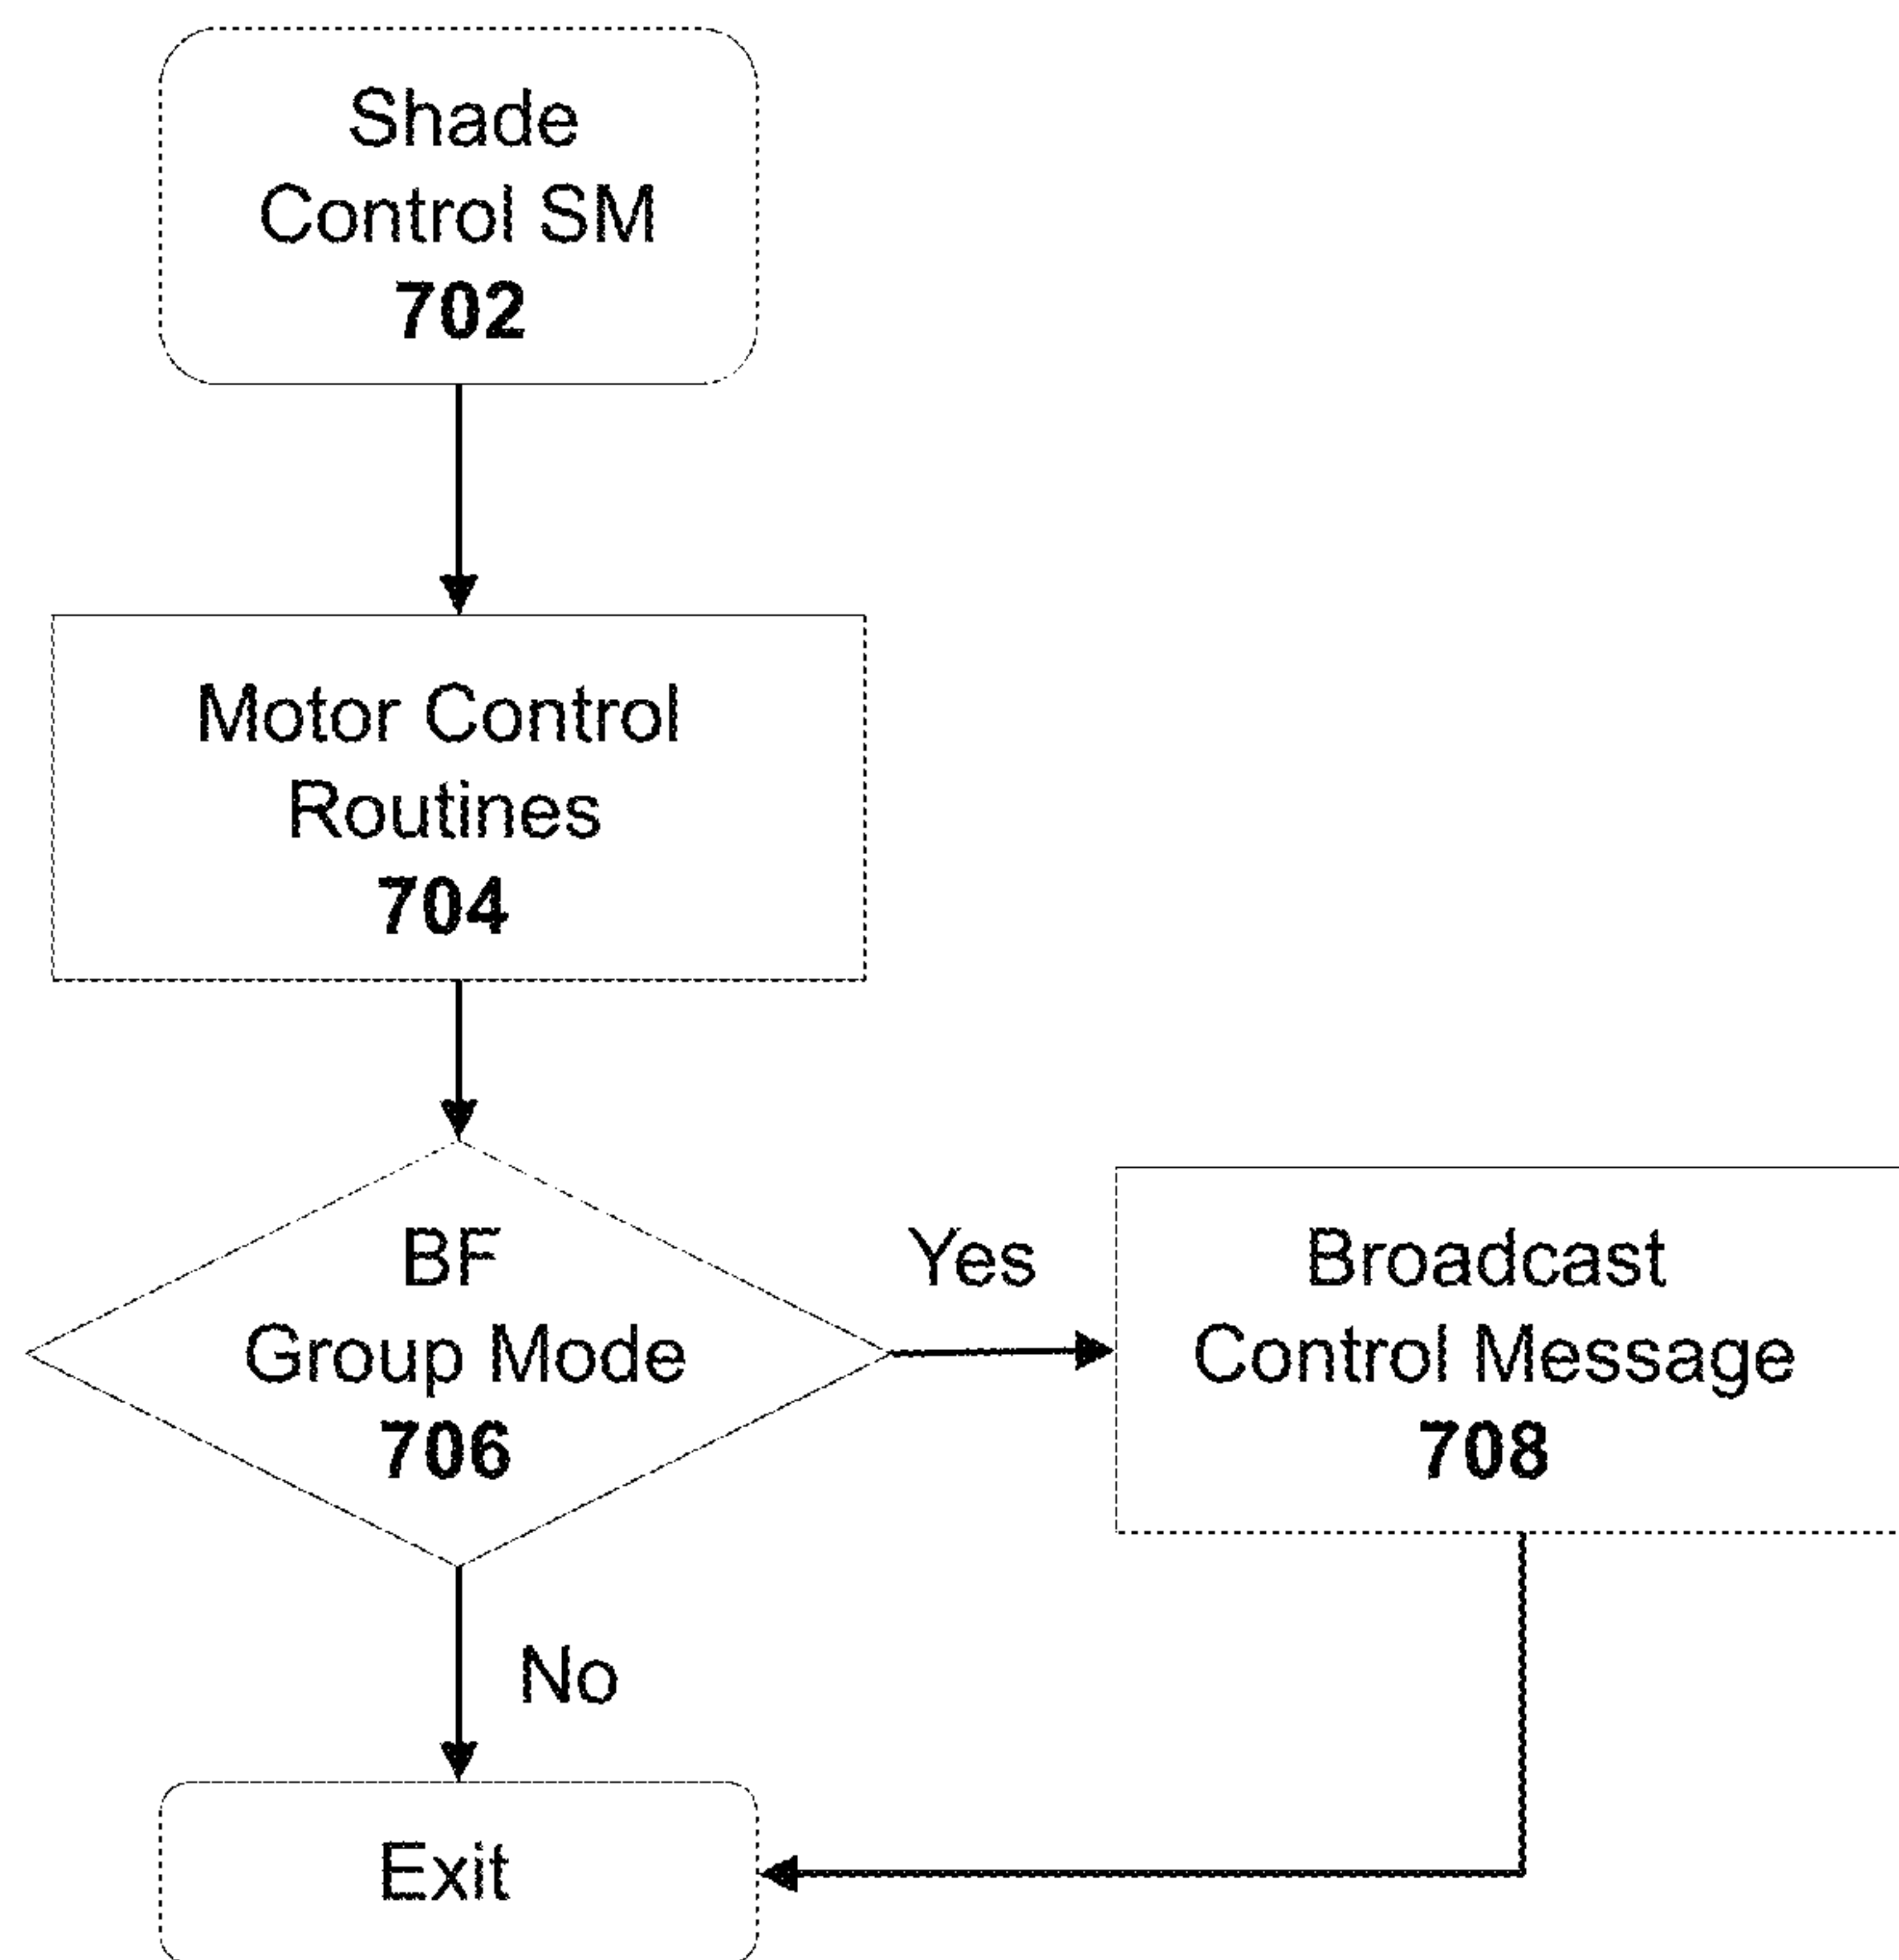 Shade
Control SM
702
Motor Control
Routines
704
BF
Group Mode
706
Yes
Broadcast
Control Message
708
No
Exit